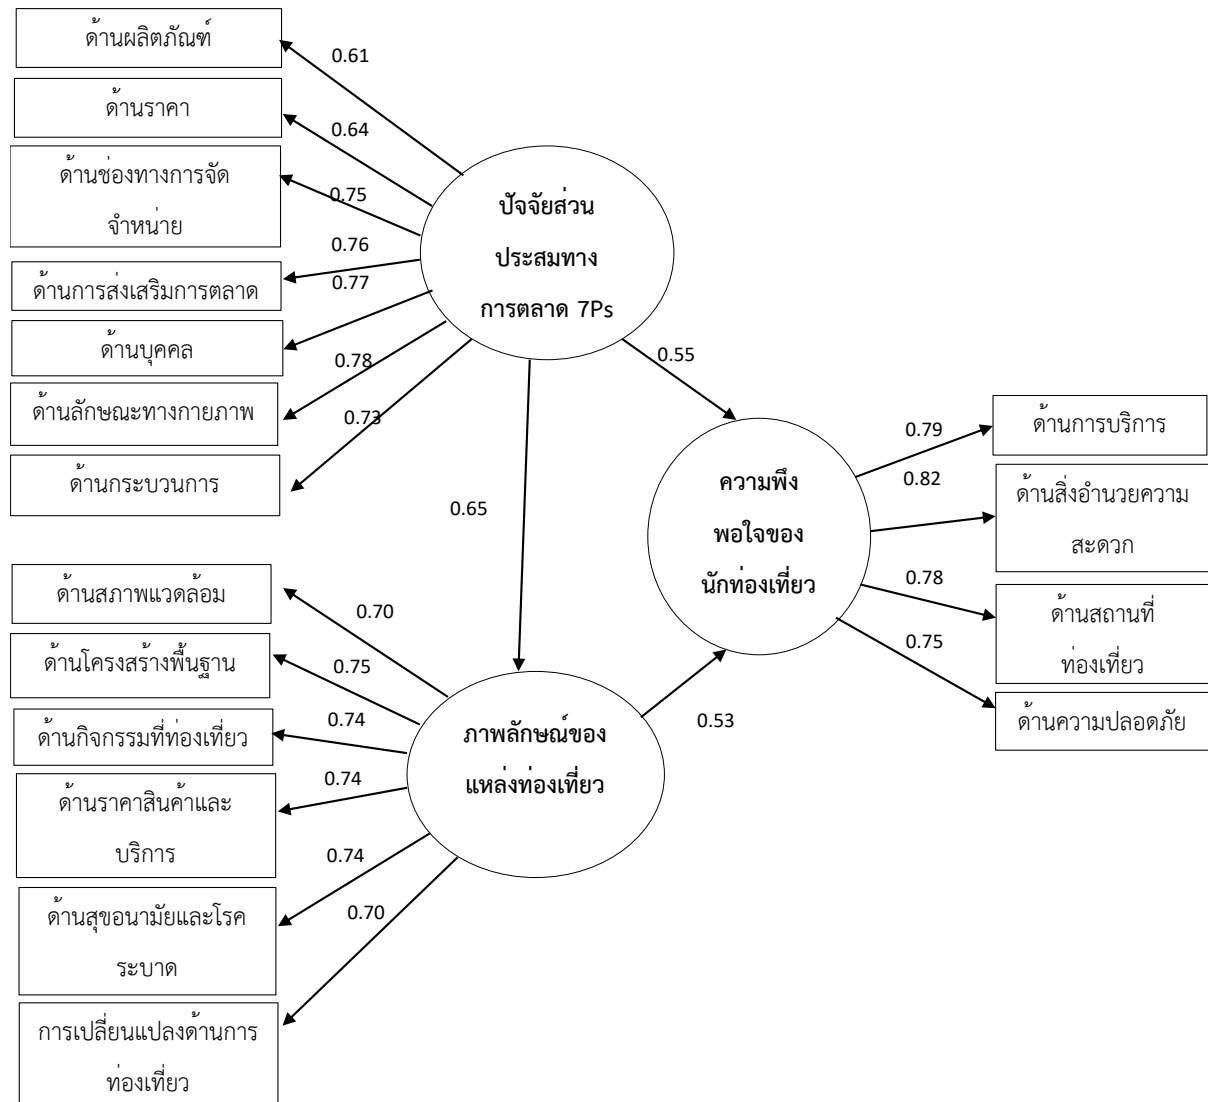 ด้านผลิตภัณฑ์
0.61
ด้านราคา
0.64
ด้านช่องทางการจัด
จำหน่าย
0.75
ด้านการส่งเสริมการตลาด
0.76
ด้านบุคคล
0.77
ด้านลักษณะทางกายภาพ
0.78
ด้านกระบวนการ
0.73
ปัจจัยส่วน
ประสมทาง
การตลาด 7Ps
0.55
0.65
ความพึง
พอใจของ
นักท่องเที่ยว
0.79
ด้านการบริการ
0.82
ด้านสิ่งอำนวยความ
สะดวก
0.78
ด้านสถานที่
ท่องเที่ยว
0.75
ด้านความปลอดภัย
ด้านสภาพแวดล้อม
0.70
ด้านโครงสร้างพื้นฐาน
0.75
ด้านกิจกรรมที่ท่องเที่ยว
0.74
ด้านราคาสินค้าและ
บริการ
0.74
ด้านสุขอนามัยและโรค
ระบาด
0.74
การเปลี่ยนแปลงด้านการ
ท่องเที่ยว
0.70
ภาพลักษณ์ของ
แหล่งท่องเที่ยว
0.53